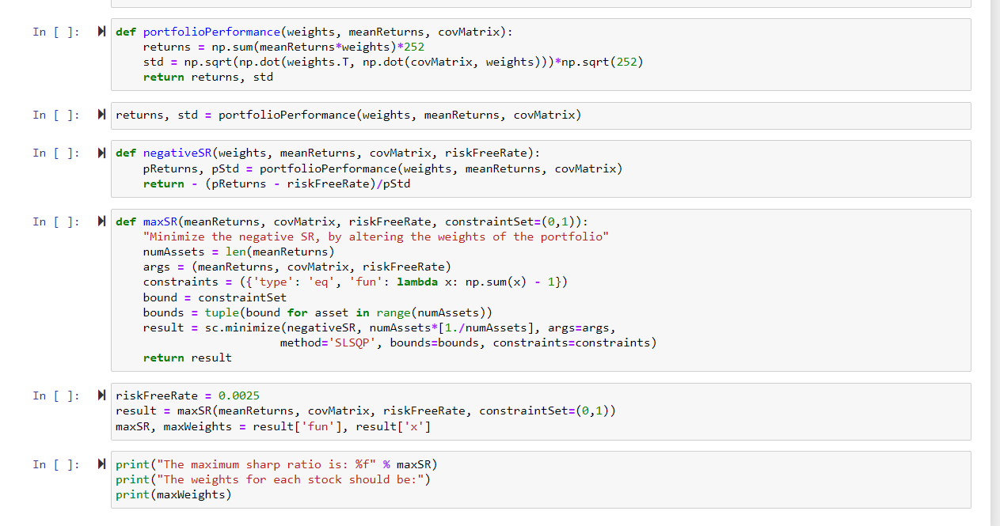 In [ ]: def portfolioPerformance(weights, meanReturns, covMatrix):
    returns = np.sum(meanReturns*weights)*252
    std = np.sqrt(np.dot(weights.T, np.dot(covMatrix, weights)))*np.sqrt(252)
    return returns, std
In [ ]: returns, std = portfolioPerformance(weights, meanReturns, covMatrix)
In [ ]: def negativeSR(weights, meanReturns, covMatrix, riskFreeRate):
    pReturns, pStd = portfolioPerformance(weights, meanReturns, covMatrix)
    return - (pReturns - riskFreeRate)/pStd
In [ ]: def maxSR(meanReturns, covMatrix, riskFreeRate, constraintSet=(0,1)):
    "Minimize the negative SR, by altering the weights of the portfolio"
    numAssets = len(meanReturns)
    args = (meanReturns, covMatrix, riskFreeRate)
    constraints = ({'type': 'eq', 'fun': lambda x: np.sum(x) - 1})
    bound = constraintSet
    bounds = tuple(bound for asset in range(numAssets))
    result = sc.minimize(negativeSR, numAssets*[1./numAssets], args=args,
                        method='SLSQP', bounds=bounds, constraints=constraints)
    return result
In [ ]: riskFreeRate = 0.0025
result = maxSR(meanReturns, covMatrix, riskFreeRate, constraintSet=(0,1))
maxSR, maxWeights = result['fun'], result['x']
In [ ]: print("The maximum sharp ratio is: %f" % maxSR)
print("The weights for each stock should be:")
print(maxWeights)